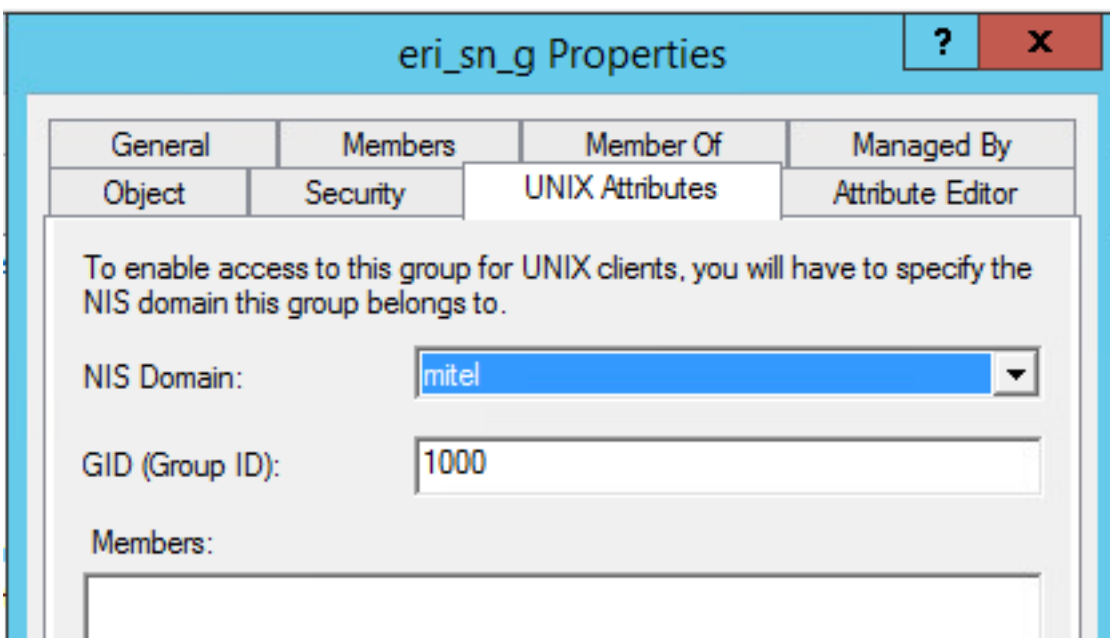 eri_sn_g Properties
?
x
General
Members
Member Of
Managed By
Object
Security
UNIX Attributes
Attribute Editor
To enable access to this group for UNIX clients, you will have to specify the
NIS domain this group belongs to.
NIS Domain:
mitel
GID (Group ID):
1000
Members: